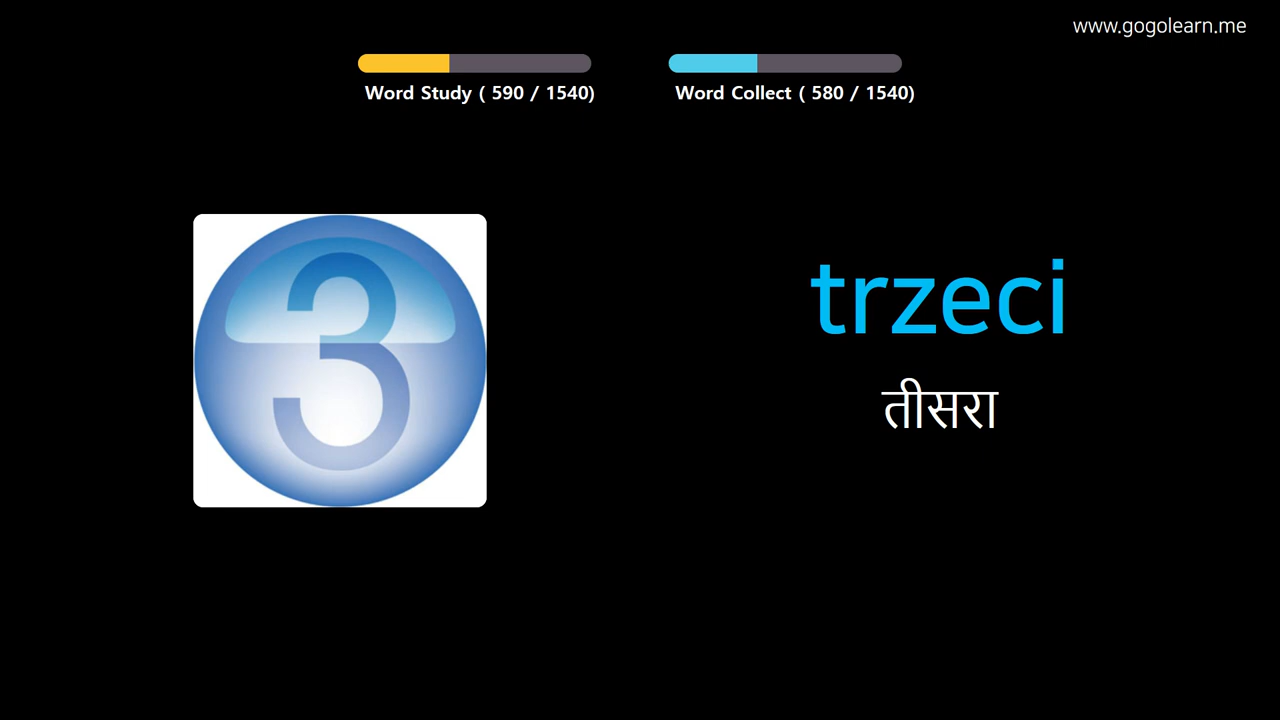 www.gogolearn.me
Word Study ( 590 / 1540)
Word Collect ( 580 / 1540)
3
trzeci
तीसरा